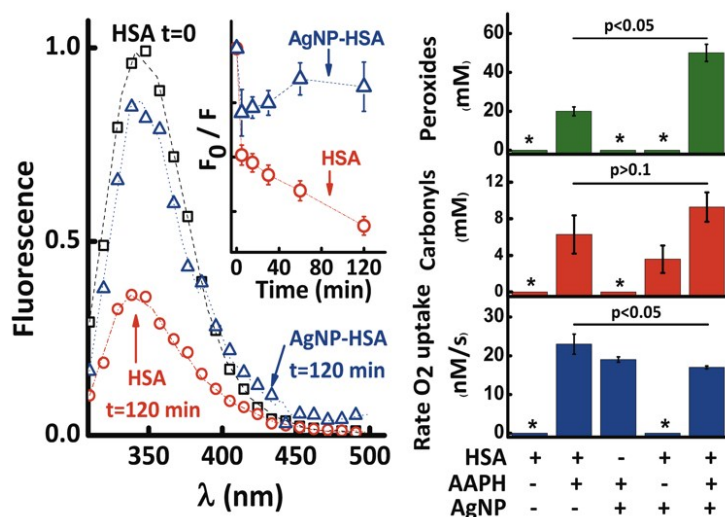 HSA t=0
1.0
0.5
0.0
Fluorescence
350
400
450
500
λ (nm)
AgNP-HSA
HSA
F0 / F
0
40
80
120
Time (min)
AgNP-HSA
t=120 min
HSA
t=120 min
p<0.05
Peroxides
(mM)
60
40
20
0
* * *
p>0.1
Carbonyls
(mM)
12
8
4
0
* *
p<0.05
Rate O2 uptake
(nM/s)
30
20
10
0
* *
HSA + + - + +
AAPH - + + - +
AgNP - - + + +